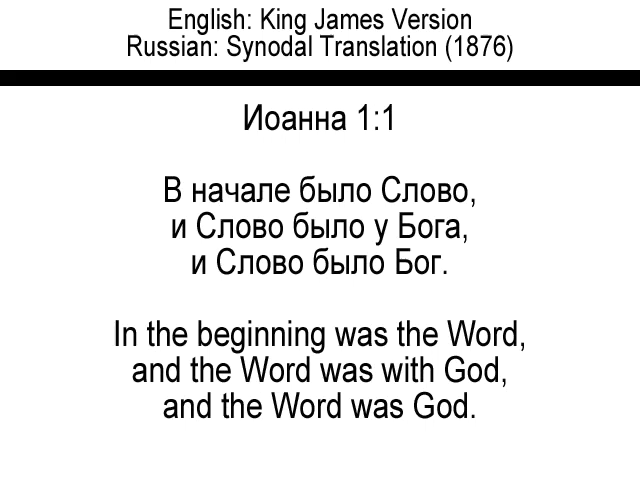 English: King James Version
Russian: Synodal Translation (1876)
Иоанна 1:1
В начале было Слово,
и Слово было у Бога,
и Слово было Бог.
In the beginning was the Word,
and the Word was with God,
and the Word was God.